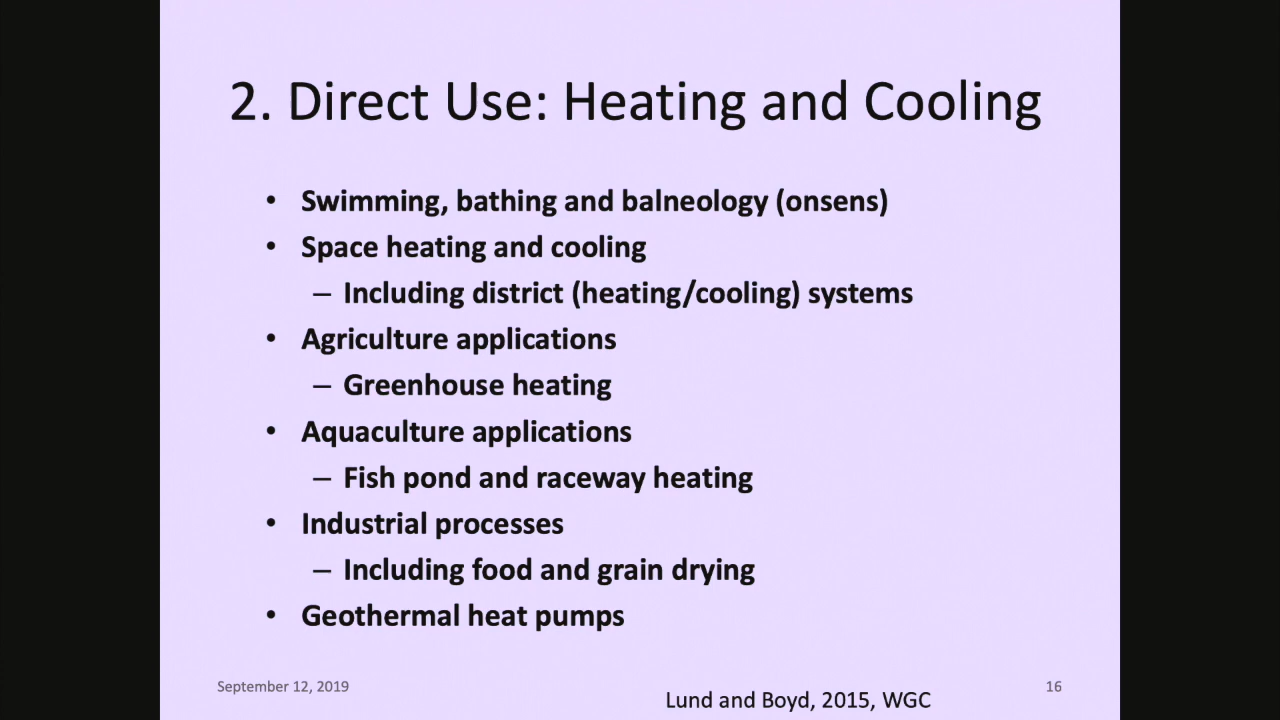 2. Direct Use: Heating and Cooling
• Swimming, bathing and balneology (onsens)
• Space heating and cooling
– Including district (heating/cooling) systems
• Agriculture applications
– Greenhouse heating
• Aquaculture applications
– Fish pond and raceway heating
• Industrial processes
– Including food and grain drying
• Geothermal heat pumps
September 12, 2019
Lund and Boyd, 2015, WGC
16